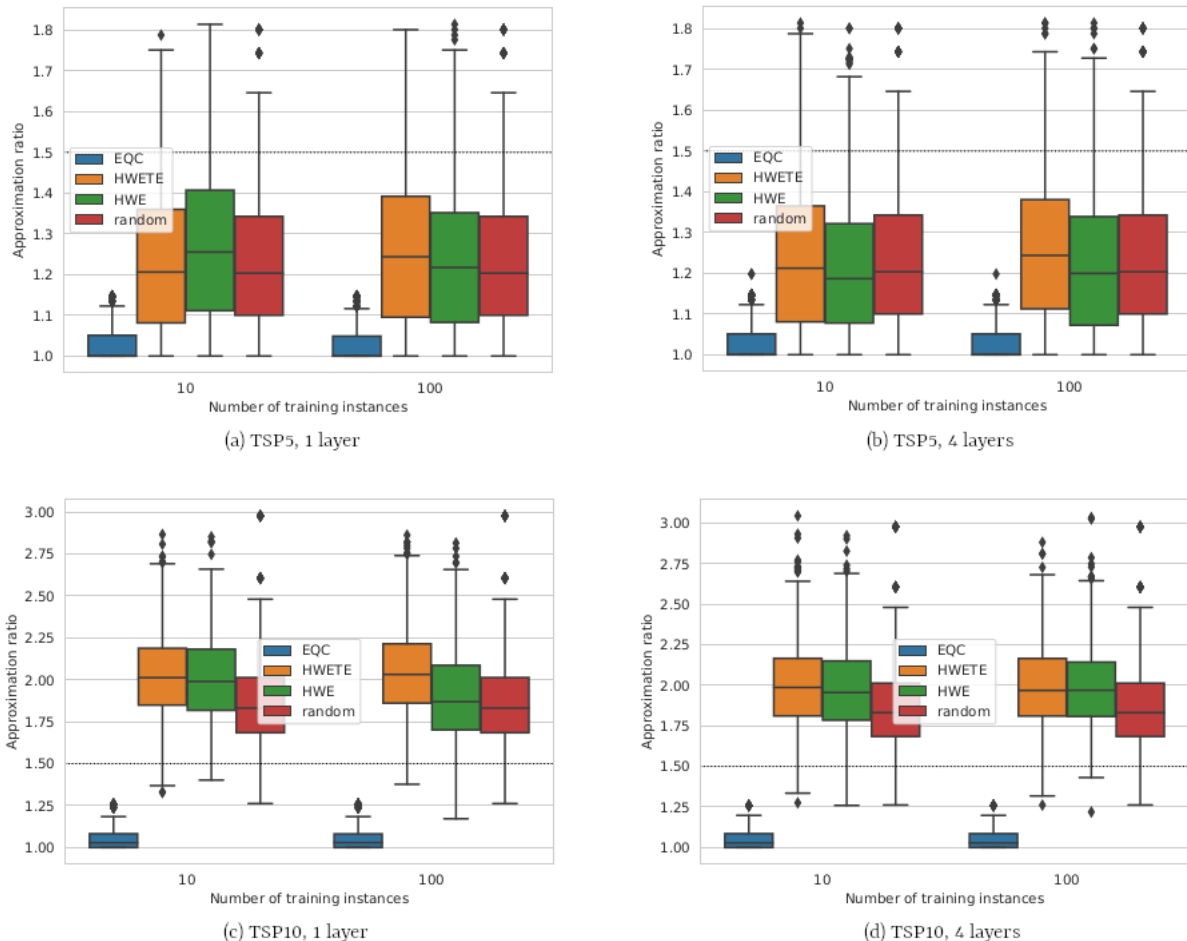 1.8
1.7
1.6
1.5
1.4
1.3
1.2
1.1
1.0
Approximation ratio
EQC
HWETE
HWE
random
10 100
Number of training instances
(a) TSP5, 1 layer
1.8
1.7
1.6
1.5
1.4
1.3
1.2
1.1
1.0
Approximation ratio
EQC
HWETE
HWE
random
10 100
Number of training instances
(b) TSP5, 4 layers
3.00
2.75
2.50
2.25
2.00
1.75
1.50
1.25
1.00
Approximation ratio
EQC
HWETE
HWE
random
10 100
Number of training instances
(c) TSP10, 1 layer
3.00
2.75
2.50
2.25
2.00
1.75
1.50
1.25
1.00
Approximation ratio
EQC
HWETE
HWE
random
10 100
Number of training instances
(d) TSP10, 4 layers